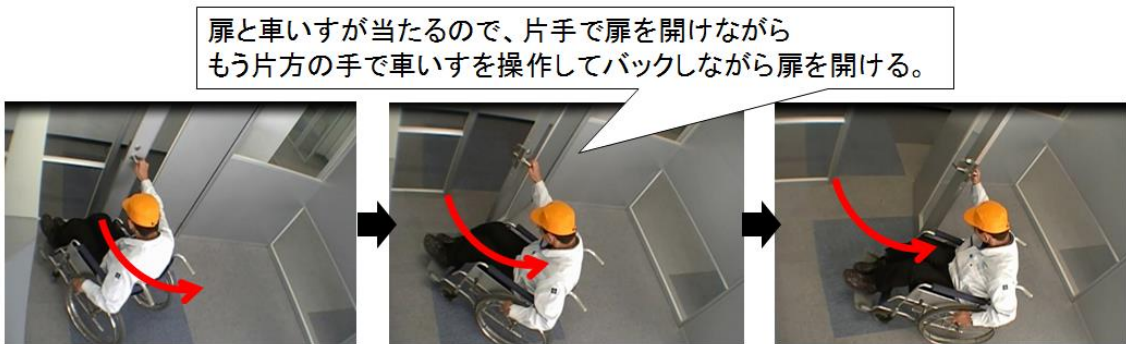 扉と車いすが当たるので、片手で扉を開けながら
もう片方の手で車いすを操作してバックしながら扉を開ける。